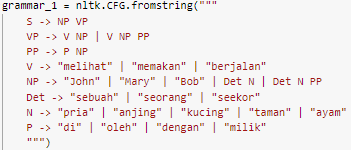 grammar_1 = nltk.CFG.fromstring("""
S -> NP VP
VP -> V NP | V NP PP
PP -> P NP
V -> "melihat" | "memakan" | "berjalan"
NP -> "John" | "Mary" | "Bob" | Det N | Det N PP
Det -> "sebuah" | "seorang" | "seekor"
N -> "pria" | "anjing" | "kucing" | "taman" | "ayam"
P -> "di" | "oleh" | "dengan" | "milik"
""")